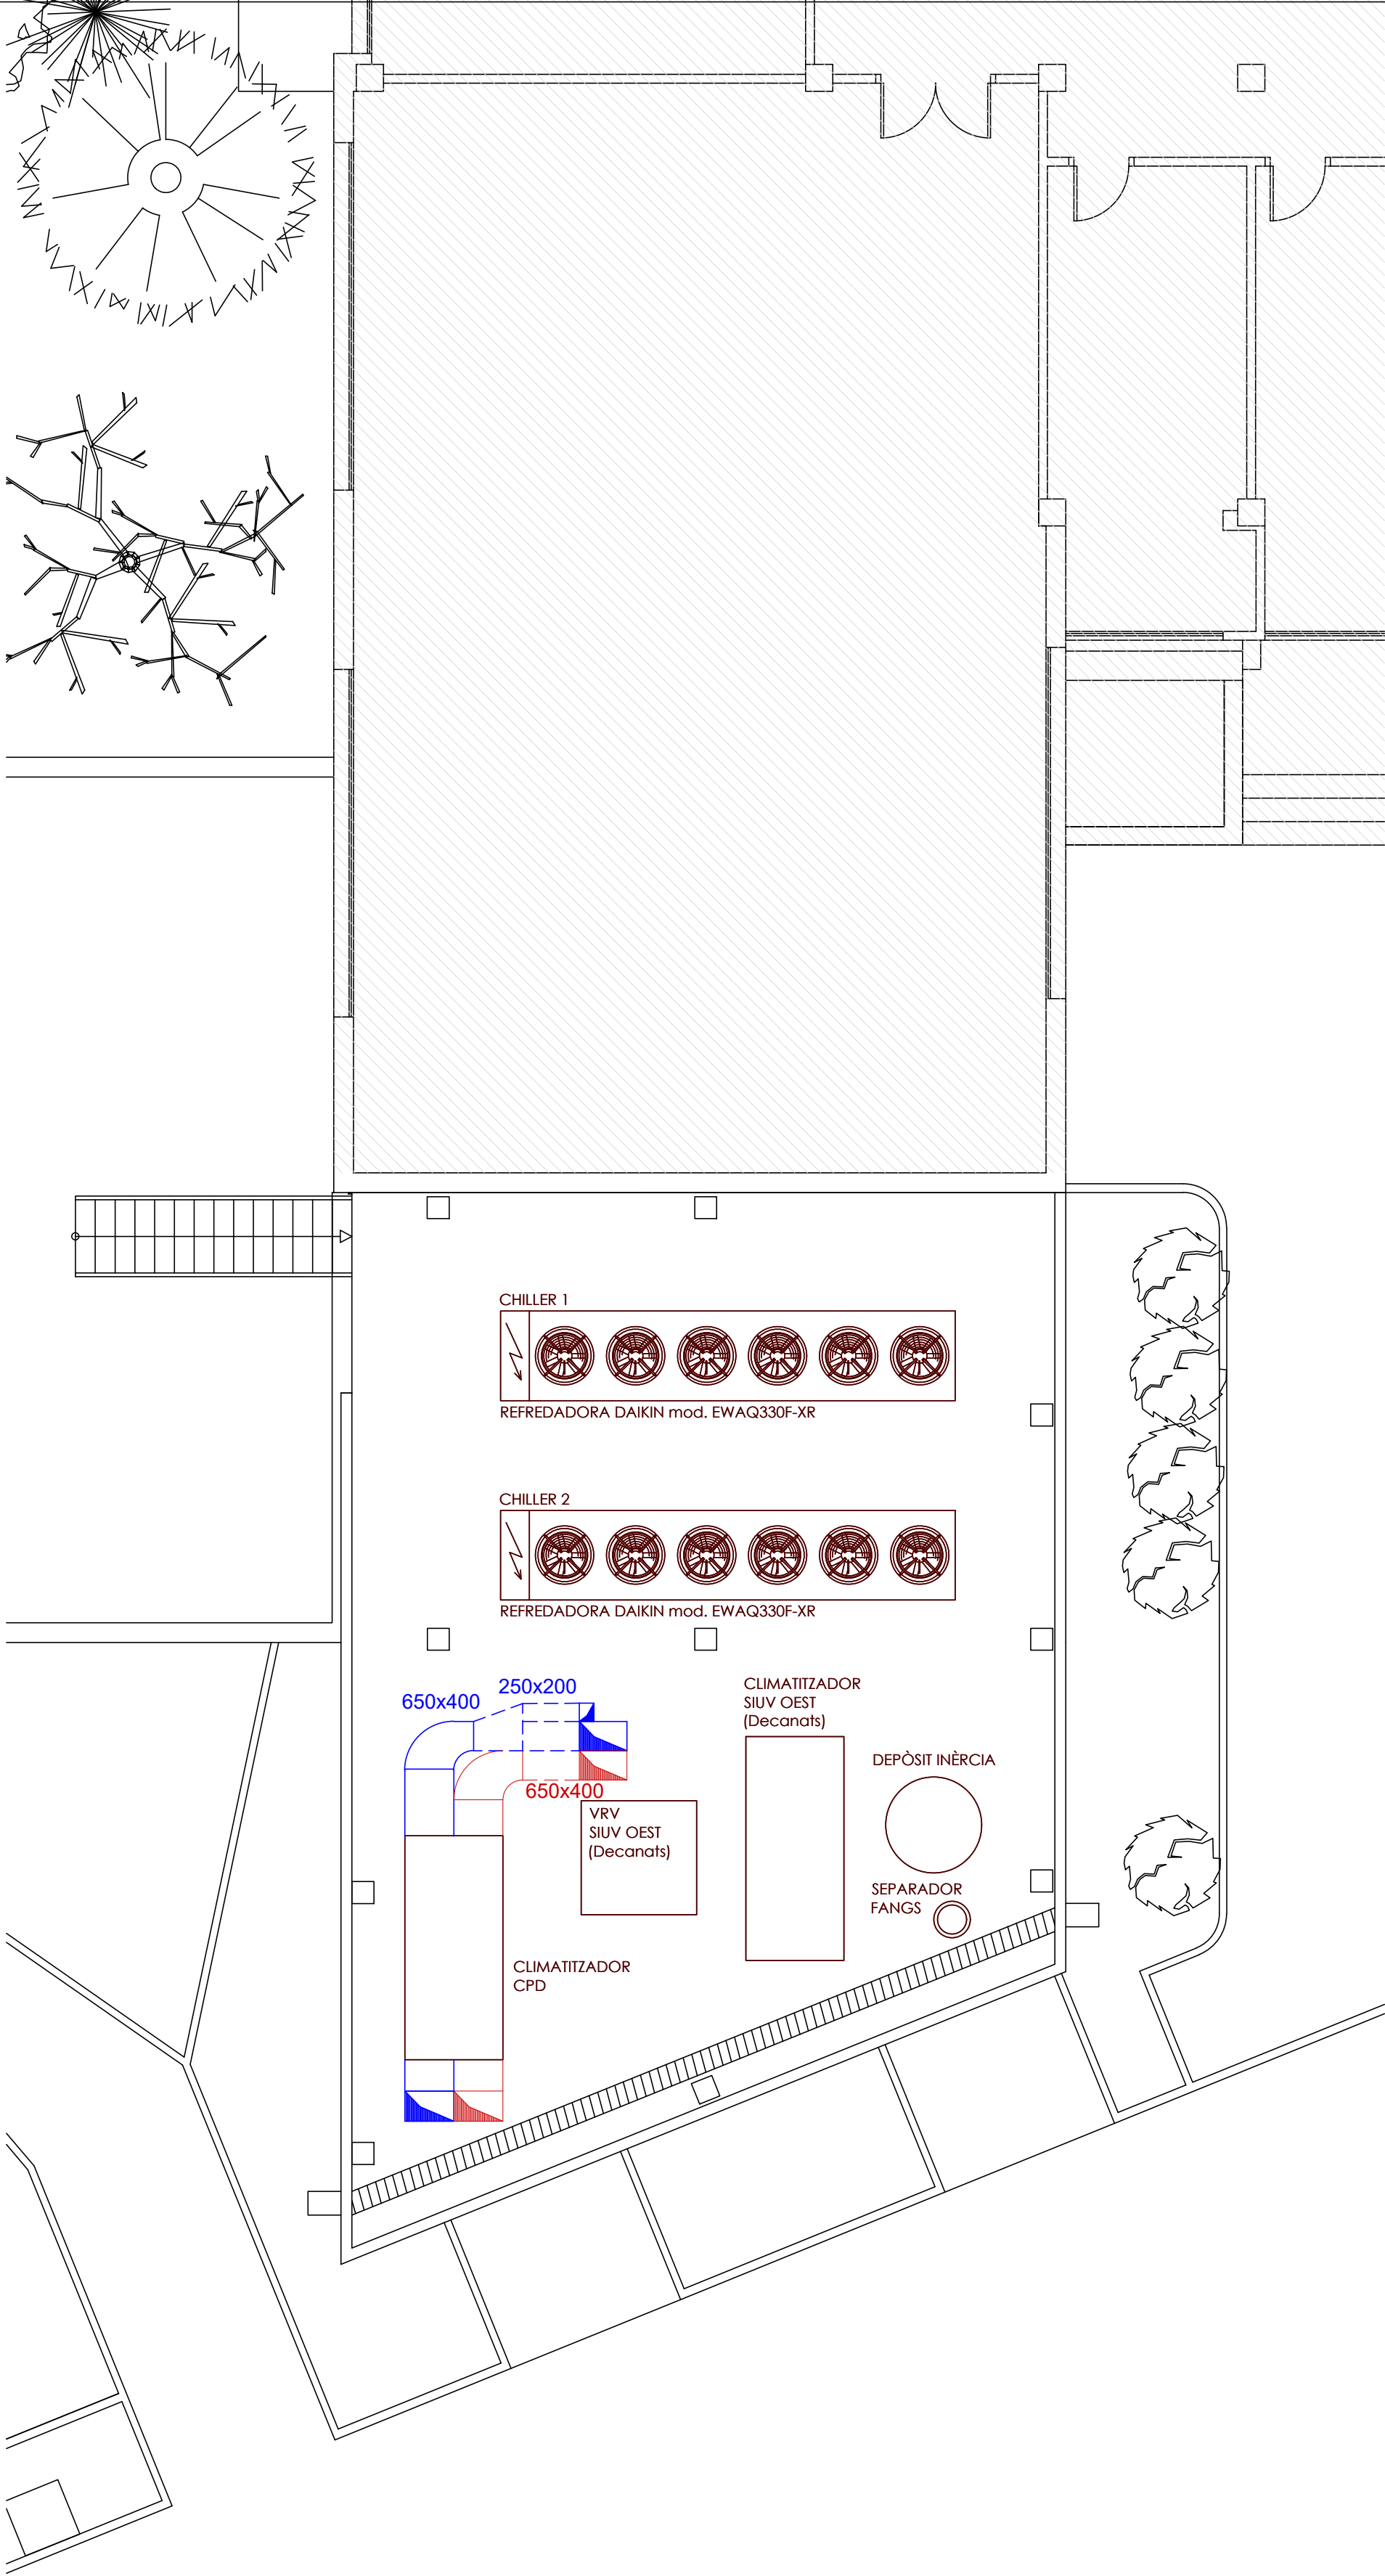 CHILLER 1
REFREDADORA DAIKIN mod. EWAQ330F-XR
CHILLER 2
REFREDADORA DAIKIN mod. EWAQ330F-XR
250x200
650x400
650x400
CLIMATITZADOR
SIUV OEST
(Decanats)
DEPÒSIT INÈRCIA
VRV
SIUV OEST
(Decanats)
SEPARADOR
FANGS
CLIMATITZADOR
CPD